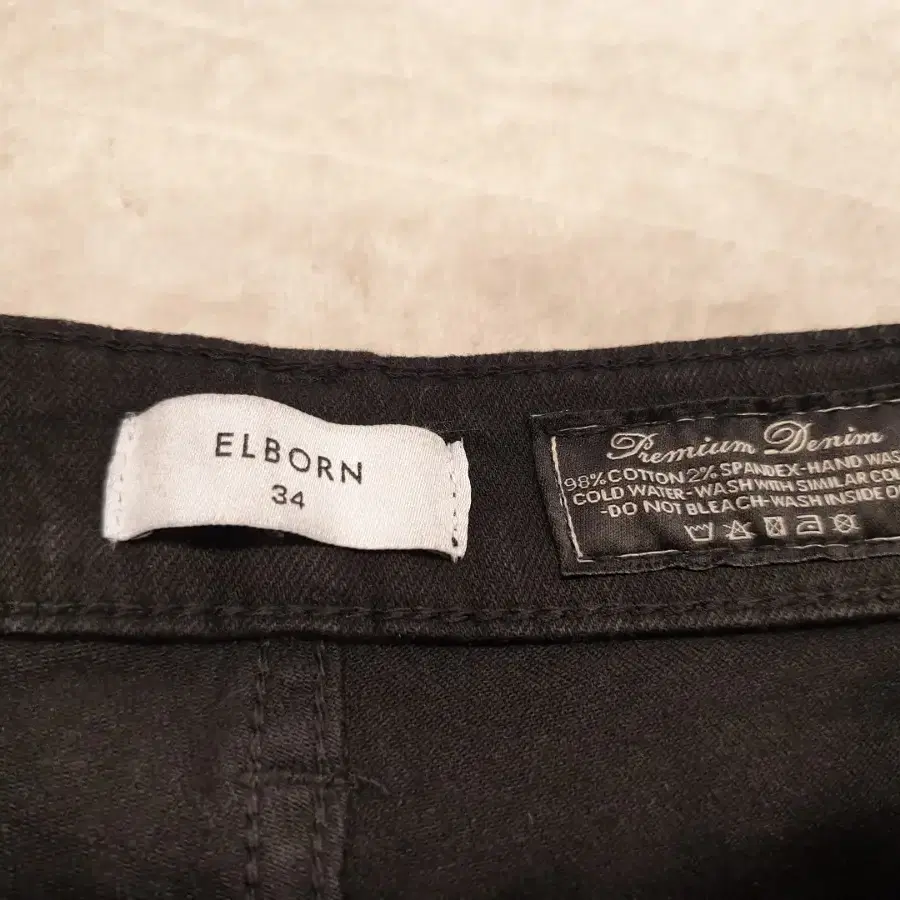 ELBORN
34
Premium Denim
98% COTTON 2% SPANDEX-HAND WAS
COLD WATER-WASH WITH SIMILAR COL
-DO NOT BLEACH-WASH INSIDE O